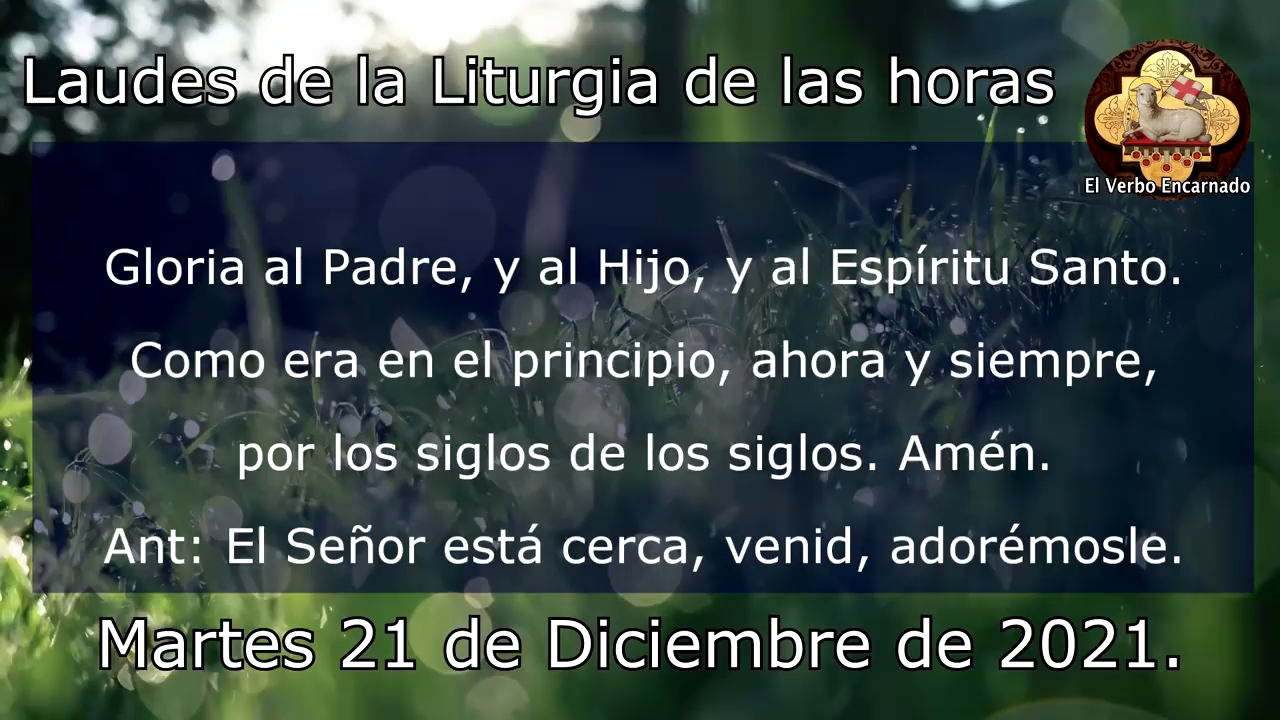 Laudes de la Liturgia de las horas
El Verbo Encarnado
Gloria al Padre, y al Hijo, y al Espíritu Santo.
Como era en el principio, ahora y siempre,
por los siglos de los siglos. Amén.
Ant: El Señor está cerca, venid, adorémosle.
Martes 21 de Diciembre de 2021.